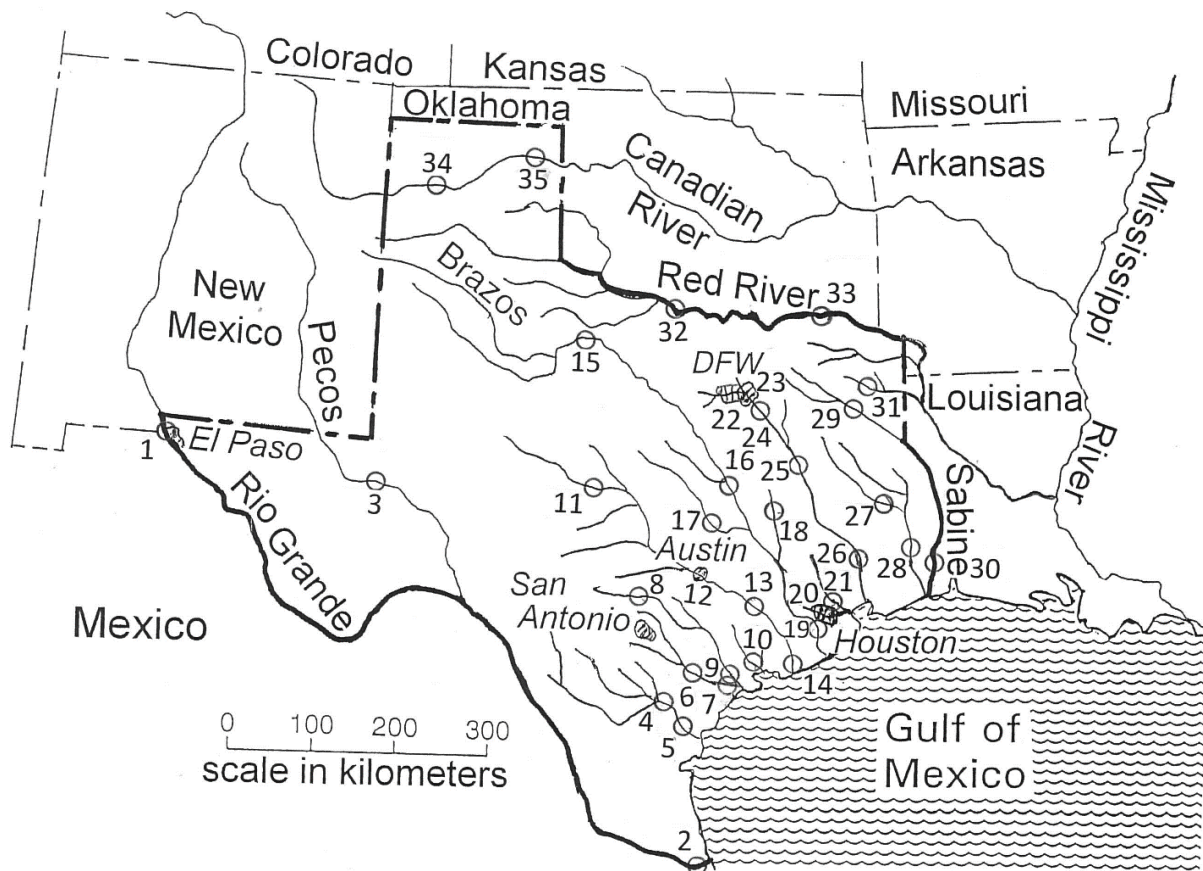 Colorado
Kansas
Oklahoma
Missouri
Arkansas
Mississippi
River
Canadian
River
34
35
New
Mexico
Pecos
Brazos
Red River
33
32
15
DFW
23
22
24
29
31
Louisiana
1
El Paso
3
Rio Grande
11
16
25
17
18
27
Sabine
Austin
12
13
26
28
30
San
Antonio
8
20
21
19
Houston
10
9
14
6
7
4
5
Mexico
0 100 200 300
scale in kilometers
Gulf of
Mexico
2